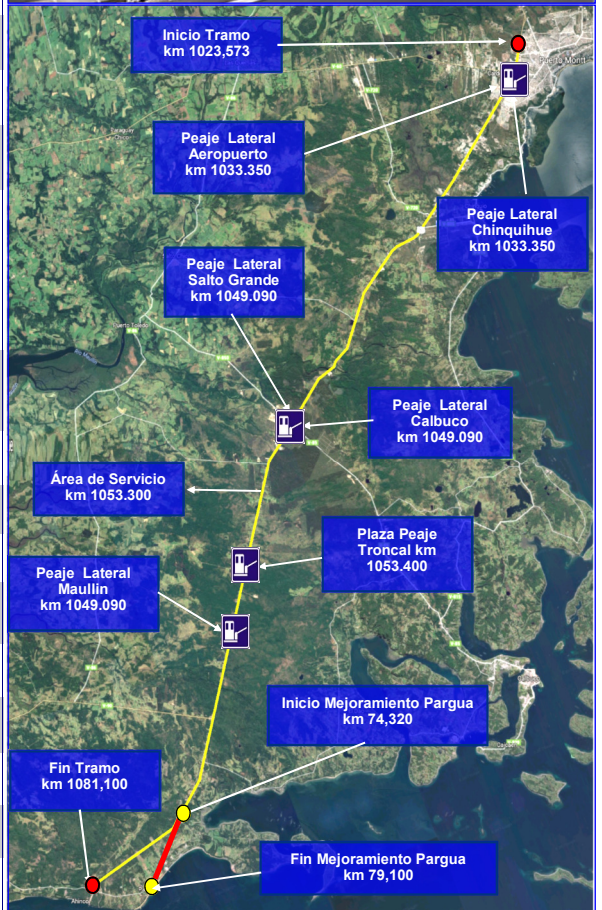 Inicio Tramo
km 1023,573
Puerto Montt
Peaje Lateral
Aeropuerto
km 1033.350
Peaje Lateral
Chinquihue
km 1033.350
Peaje Lateral
Salto Grande
km 1049.090
Peaje Lateral
Calbuco
km 1049.090
Área de Servicio
km 1053.300
Plaza Peaje
Troncal km
1053.400
Peaje Lateral
Maullin
km 1049.090
Inicio Mejoramiento Pargua
km 74,320
Fin Tramo
km 1081,100
Fin Mejoramiento Pargua
km 79,100